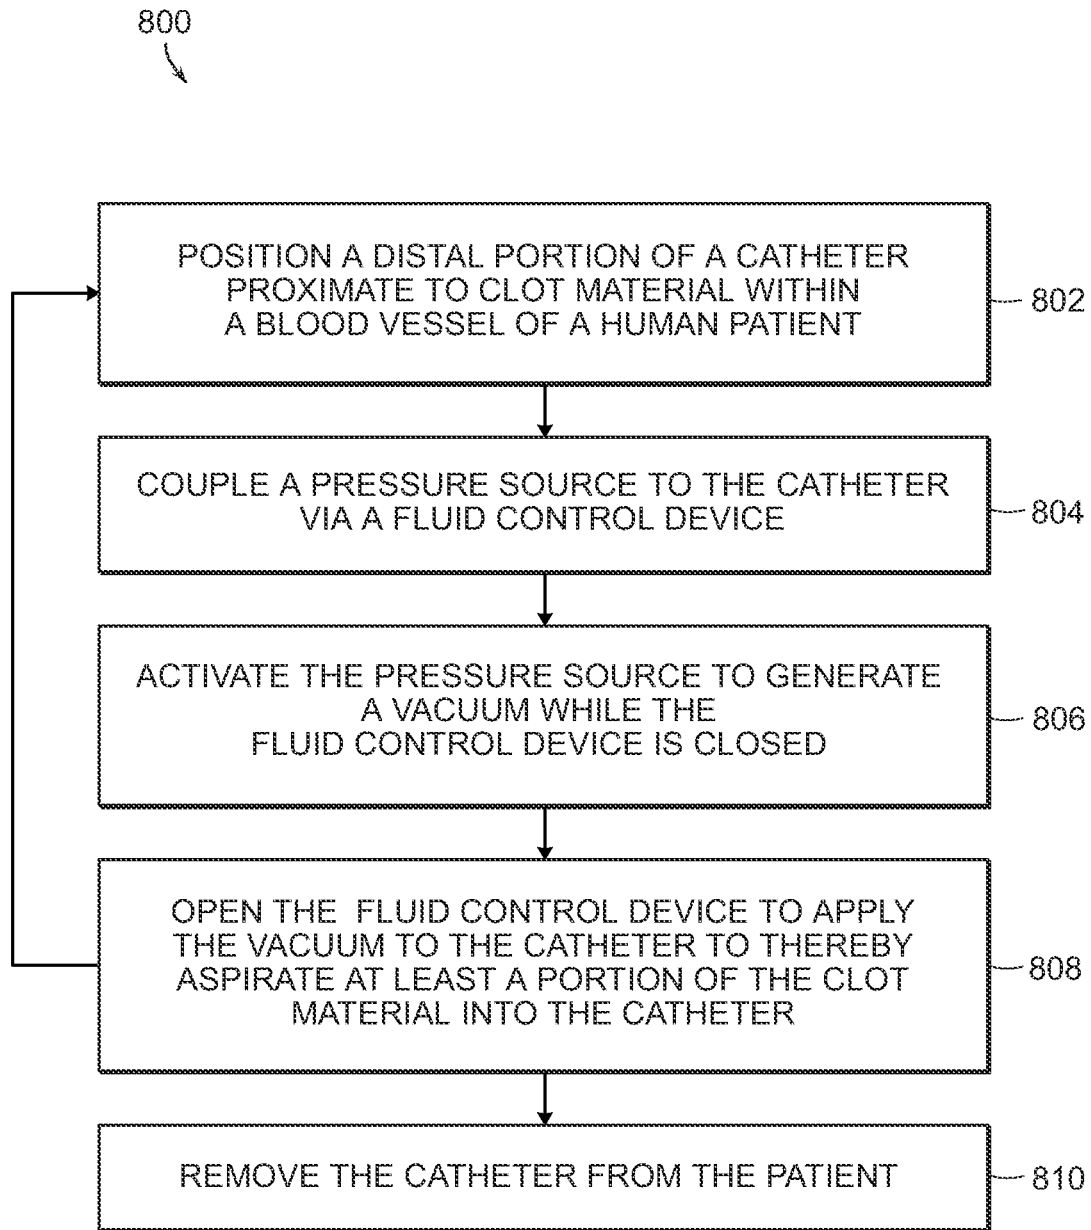 800
POSITION A DISTAL PORTION OF A CATHETER
PROXIMATE TO CLOT MATERIAL WITHIN
A BLOOD VESSEL OF A HUMAN PATIENT
802
COUPLE A PRESSURE SOURCE TO THE CATHETER
VIA A FLUID CONTROL DEVICE
804
ACTIVATE THE PRESSURE SOURCE TO GENERATE
A VACUUM WHILE THE
FLUID CONTROL DEVICE IS CLOSED
806
OPEN THE FLUID CONTROL DEVICE TO APPLY
THE VACUUM TO THE CATHETER TO THEREBY
ASPIRATE AT LEAST A PORTION OF THE CLOT
MATERIAL INTO THE CATHETER
808
REMOVE THE CATHETER FROM THE PATIENT
810